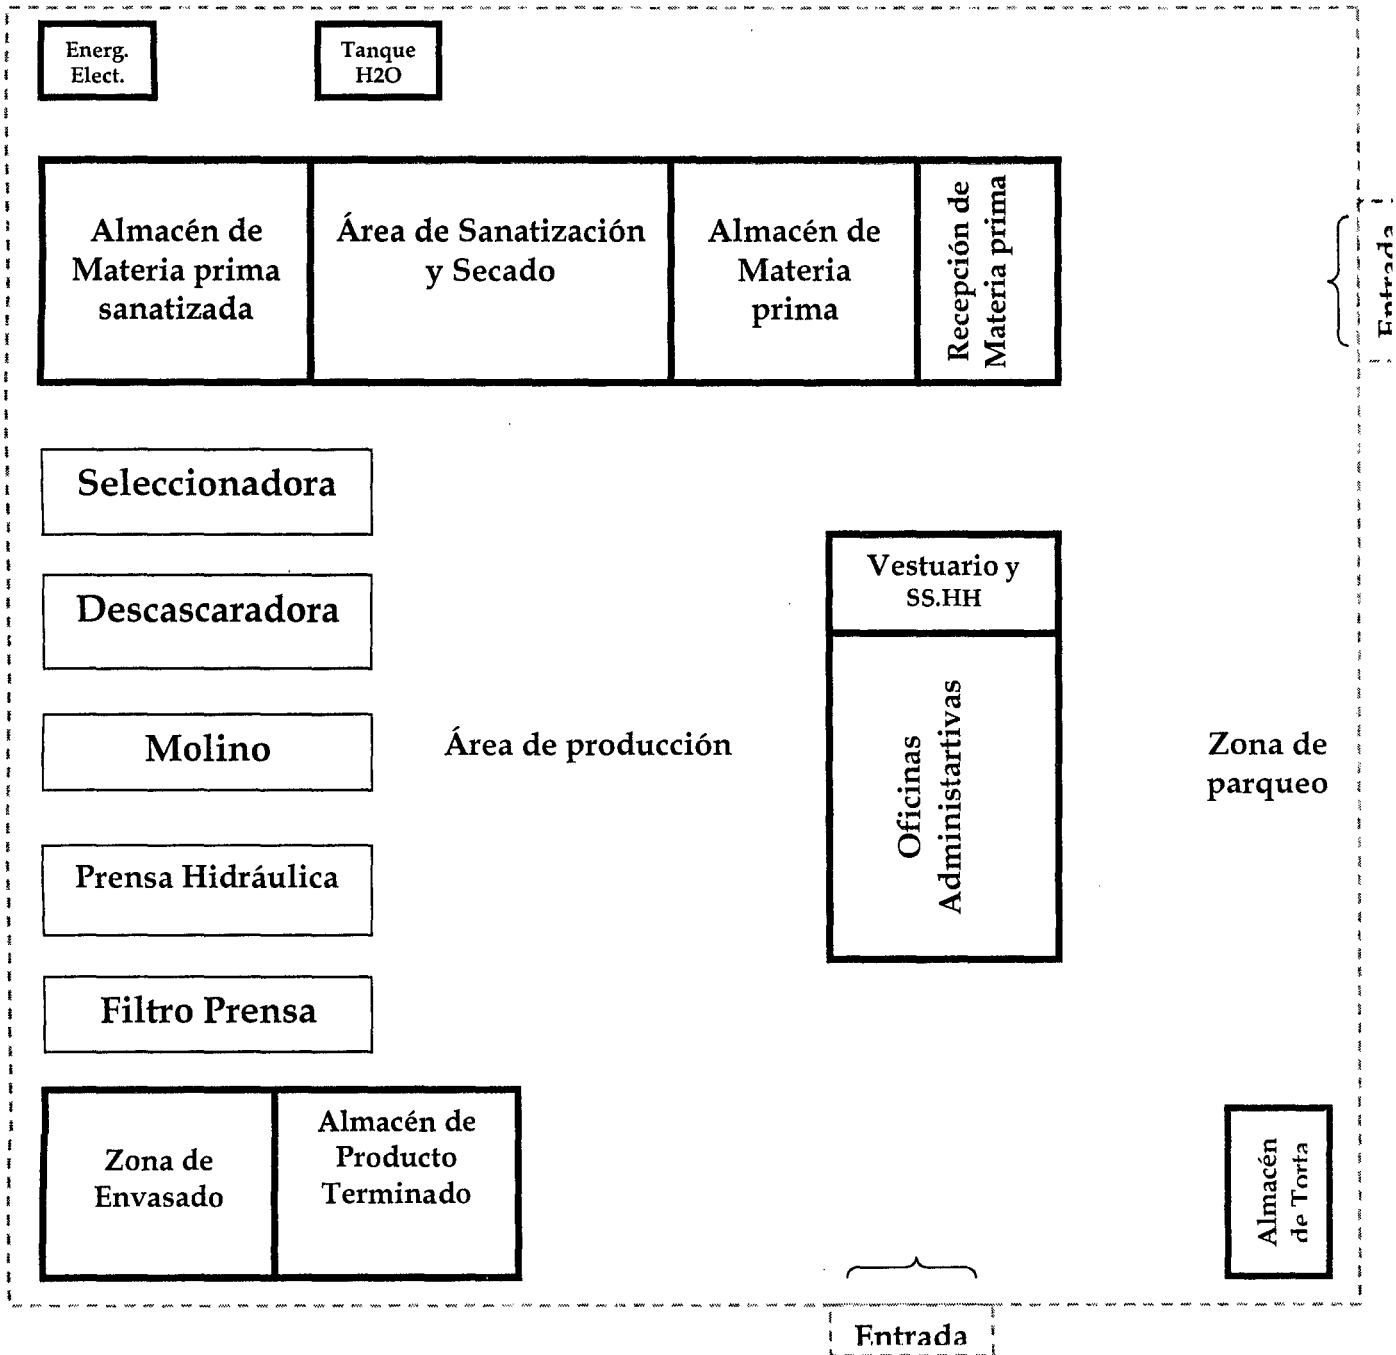 Energ.
Elect.
Tanque
H2O
Almacén de
Materia prima
sanatizada
Área de Sanatización
y Secado
Almacén de
Materia
prima
Recepción de
Materia prima
Entrada
Seleccionadora
Descascaradora
Molino
Prensa Hidráulica
Filtro Prensa
Área de producción
Vestuario y
SS.HH
Oficinas
Administartivas
Zona de
parqueo
Zona de
Envasado
Almacén de
Producto
Terminado
Almacén
de Torta
Entrada